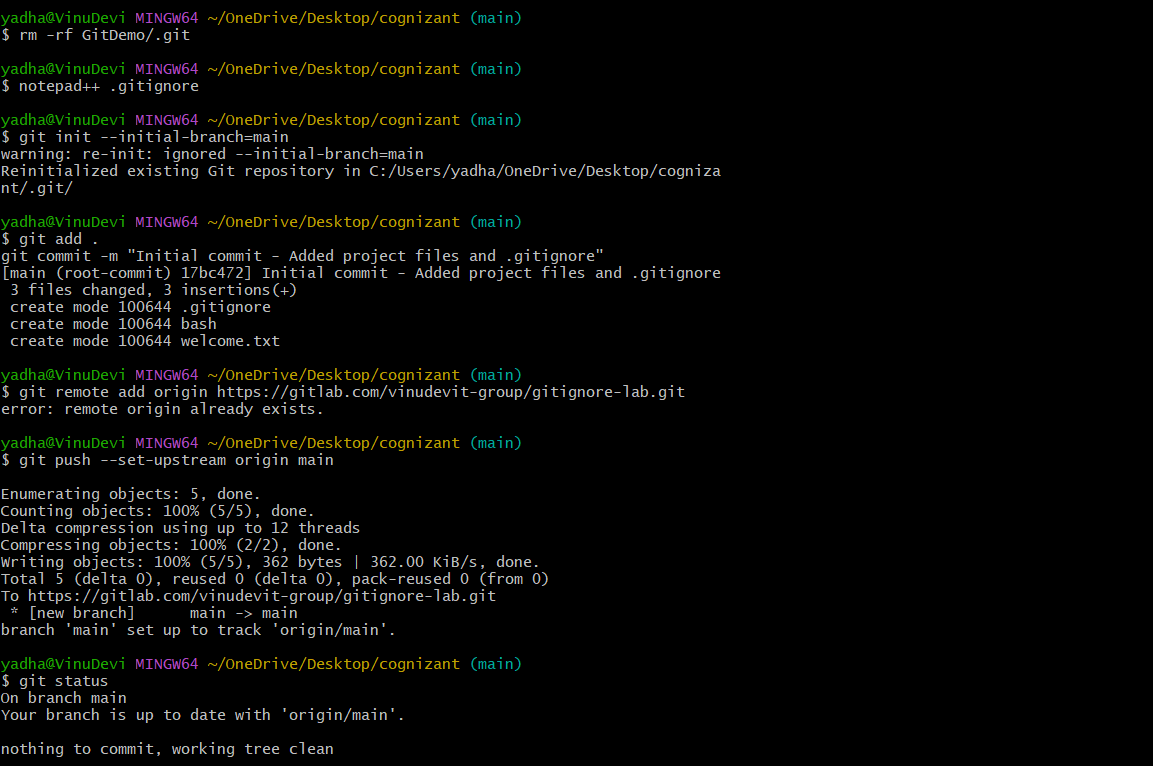 yadha@VinuDevi MINGW64 ~/OneDrive/Desktop/cognizant (main)
$ rm -rf GitDemo/.git
yadha@VinuDevi MINGW64 ~/OneDrive/Desktop/cognizant (main)
$ notepad++ .gitignore
yadha@VinuDevi MINGW64 ~/OneDrive/Desktop/cognizant (main)
$ git init --initial-branch=main
warning: re-init: ignored --initial-branch=main
Reinitialized existing Git repository in C:/Users/yadha/OneDrive/Desktop/cogniza
nt/.git/
yadha@VinuDevi MINGW64 ~/OneDrive/Desktop/cognizant (main)
$ git add .
git commit -m "Initial commit - Added project files and .gitignore"
[main (root-commit) 17bc472] Initial commit - Added project files and .gitignore
 3 files changed, 3 insertions(+)
 create mode 100644 .gitignore
 create mode 100644 bash
 create mode 100644 welcome.txt
yadha@VinuDevi MINGW64 ~/OneDrive/Desktop/cognizant (main)
$ git remote add origin https://gitlab.com/vinudevit-group/gitignore-lab.git
error: remote origin already exists.
yadha@VinuDevi MINGW64 ~/OneDrive/Desktop/cognizant (main)
$ git push --set-upstream origin main
Enumerating objects: 5, done.
Counting objects: 100% (5/5), done.
Delta compression using up to 12 threads
Compressing objects: 100% (2/2), done.
Writing objects: 100% (5/5), 362 bytes | 362.00 KiB/s, done.
Total 5 (delta 0), reused 0 (delta 0), pack-reused 0 (from 0)
To https://gitlab.com/vinudevit-group/gitignore-lab.git
 * [new branch]      main -> main
branch 'main' set up to track 'origin/main'.
yadha@VinuDevi MINGW64 ~/OneDrive/Desktop/cognizant (main)
$ git status
On branch main
Your branch is up to date with 'origin/main'.
nothing to commit, working tree clean